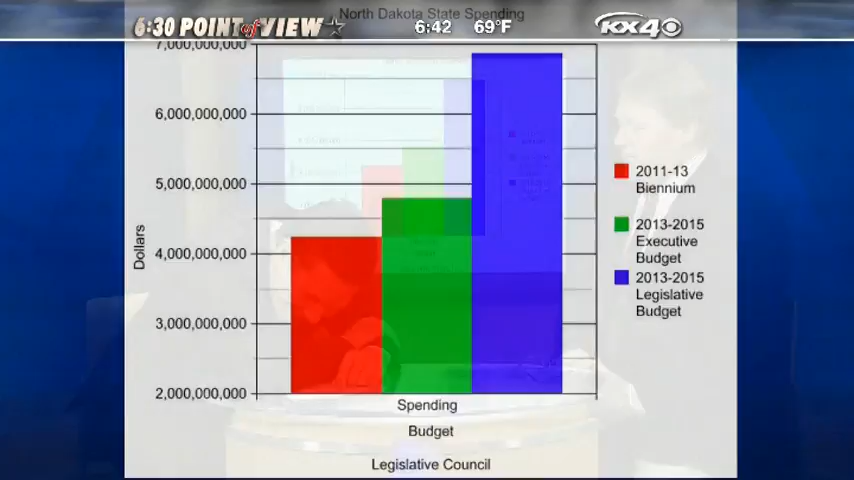 North Dakota State Spending
6:30 POINT of VIEW
6:42 69°F
KX4
7,000,000,000
6,000,000,000
5,000,000,000
4,000,000,000
3,000,000,000
2,000,000,000
Dollars
2011-13
Biennium
2013-2015
Executive
Budget
2013-2015
Legislative
Budget
Spending
Budget
Legislative Council